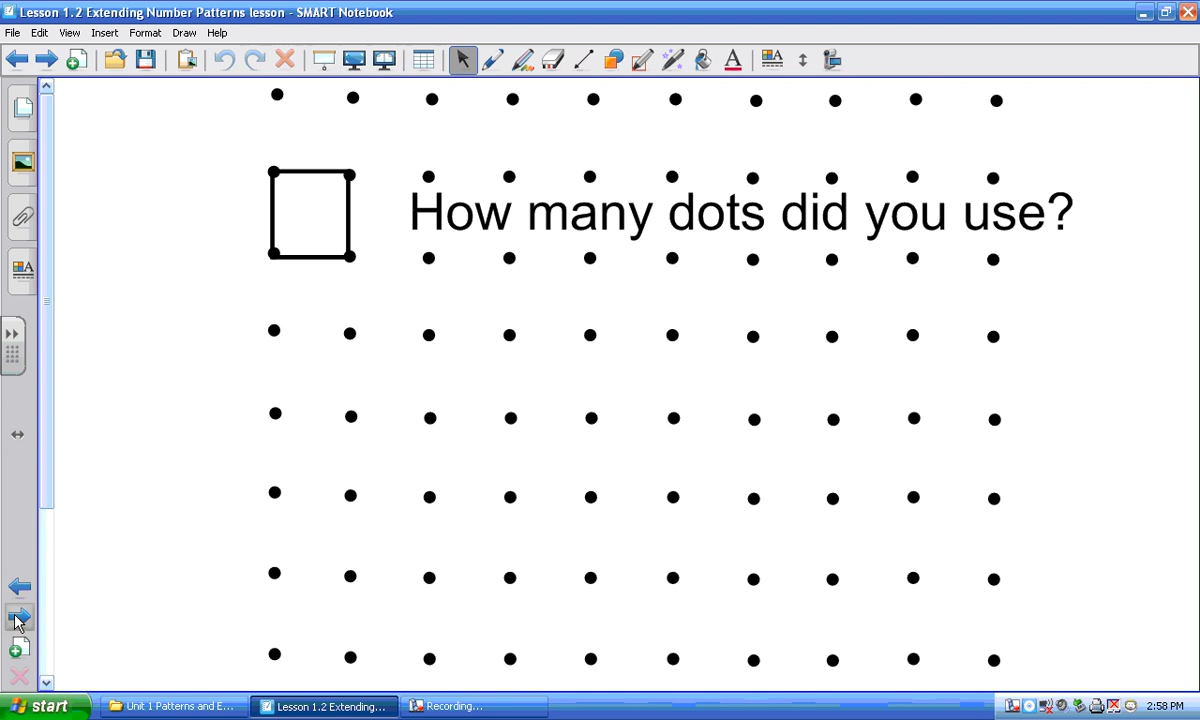 Lesson 1.2 Extending Number Patterns lesson - SMART Notebook
File Edit View Insert Format Draw Help
How many dots did you use?
start Unit 1 Patterns and E... Lesson 1.2 Extending... Recording... 2:58 PM